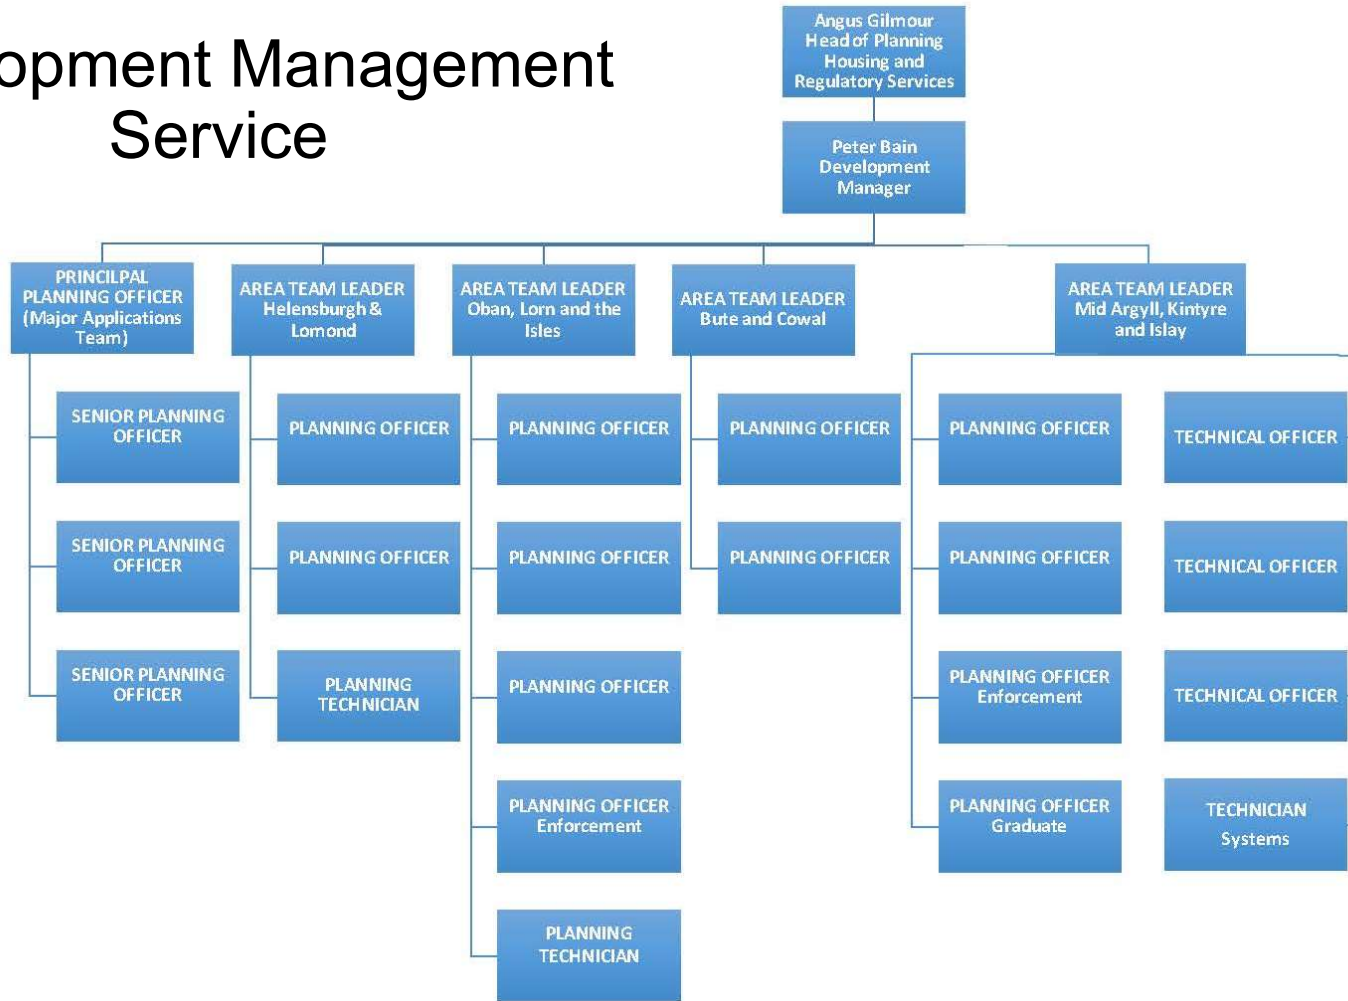 opment Management
Service
Angus Gilmour
Head of Planning
Housing and
Regulatory Services
Peter Bain
Development
Manager
PRINCILPAL
PLANNING OFFICER
(Major Applications
Team)
AREA TEAM LEADER
Helensburgh &
Lomond
AREA TEAM LEADER
Oban, Lorn and the
Isles
AREA TEAM LEADER
Bute and Cowal
AREA TEAM LEADER
Mid Argyll, Kintyre
and Islay
SENIOR PLANNING
OFFICER
SENIOR PLANNING
OFFICER
SENIOR PLANNING
OFFICER
PLANNING OFFICER
PLANNING OFFICER
PLANNING
TECHNICIAN
PLANNING OFFICER
PLANNING OFFICER
PLANNING OFFICER
PLANNING OFFICER
Enforcement
PLANNING
TECHNICIAN
PLANNING OFFICER
PLANNING OFFICER
PLANNING OFFICER
PLANNING OFFICER
PLANNING OFFICER
Enforcement
PLANNING OFFICER
Graduate
TECHNICAL OFFICER
TECHNICAL OFFICER
TECHNICAL OFFICER
TECHNICIAN
Systems